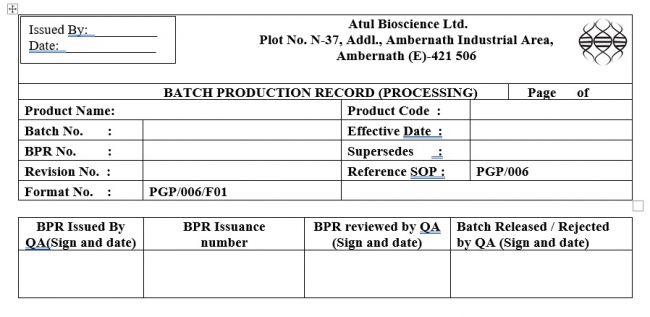 Issued By:
Date:
Atul Bioscience Ltd.
Plot No. N-37, Addl., Ambernath Industrial Area,
Ambernath (E)-421 506
BATCH PRODUCTION RECORD (PROCESSING) Page of
Product Name: Product Code :
Batch No. : Effective Date :
BPR No. : Supersedes :
Revision No. : Reference SOP : PGP/006
Format No. : PGP/006/F01
BPR Issued By QA(Sign and date) BPR Issuance number BPR reviewed by QA (Sign and date) Batch Released / Rejected by QA (Sign and date)